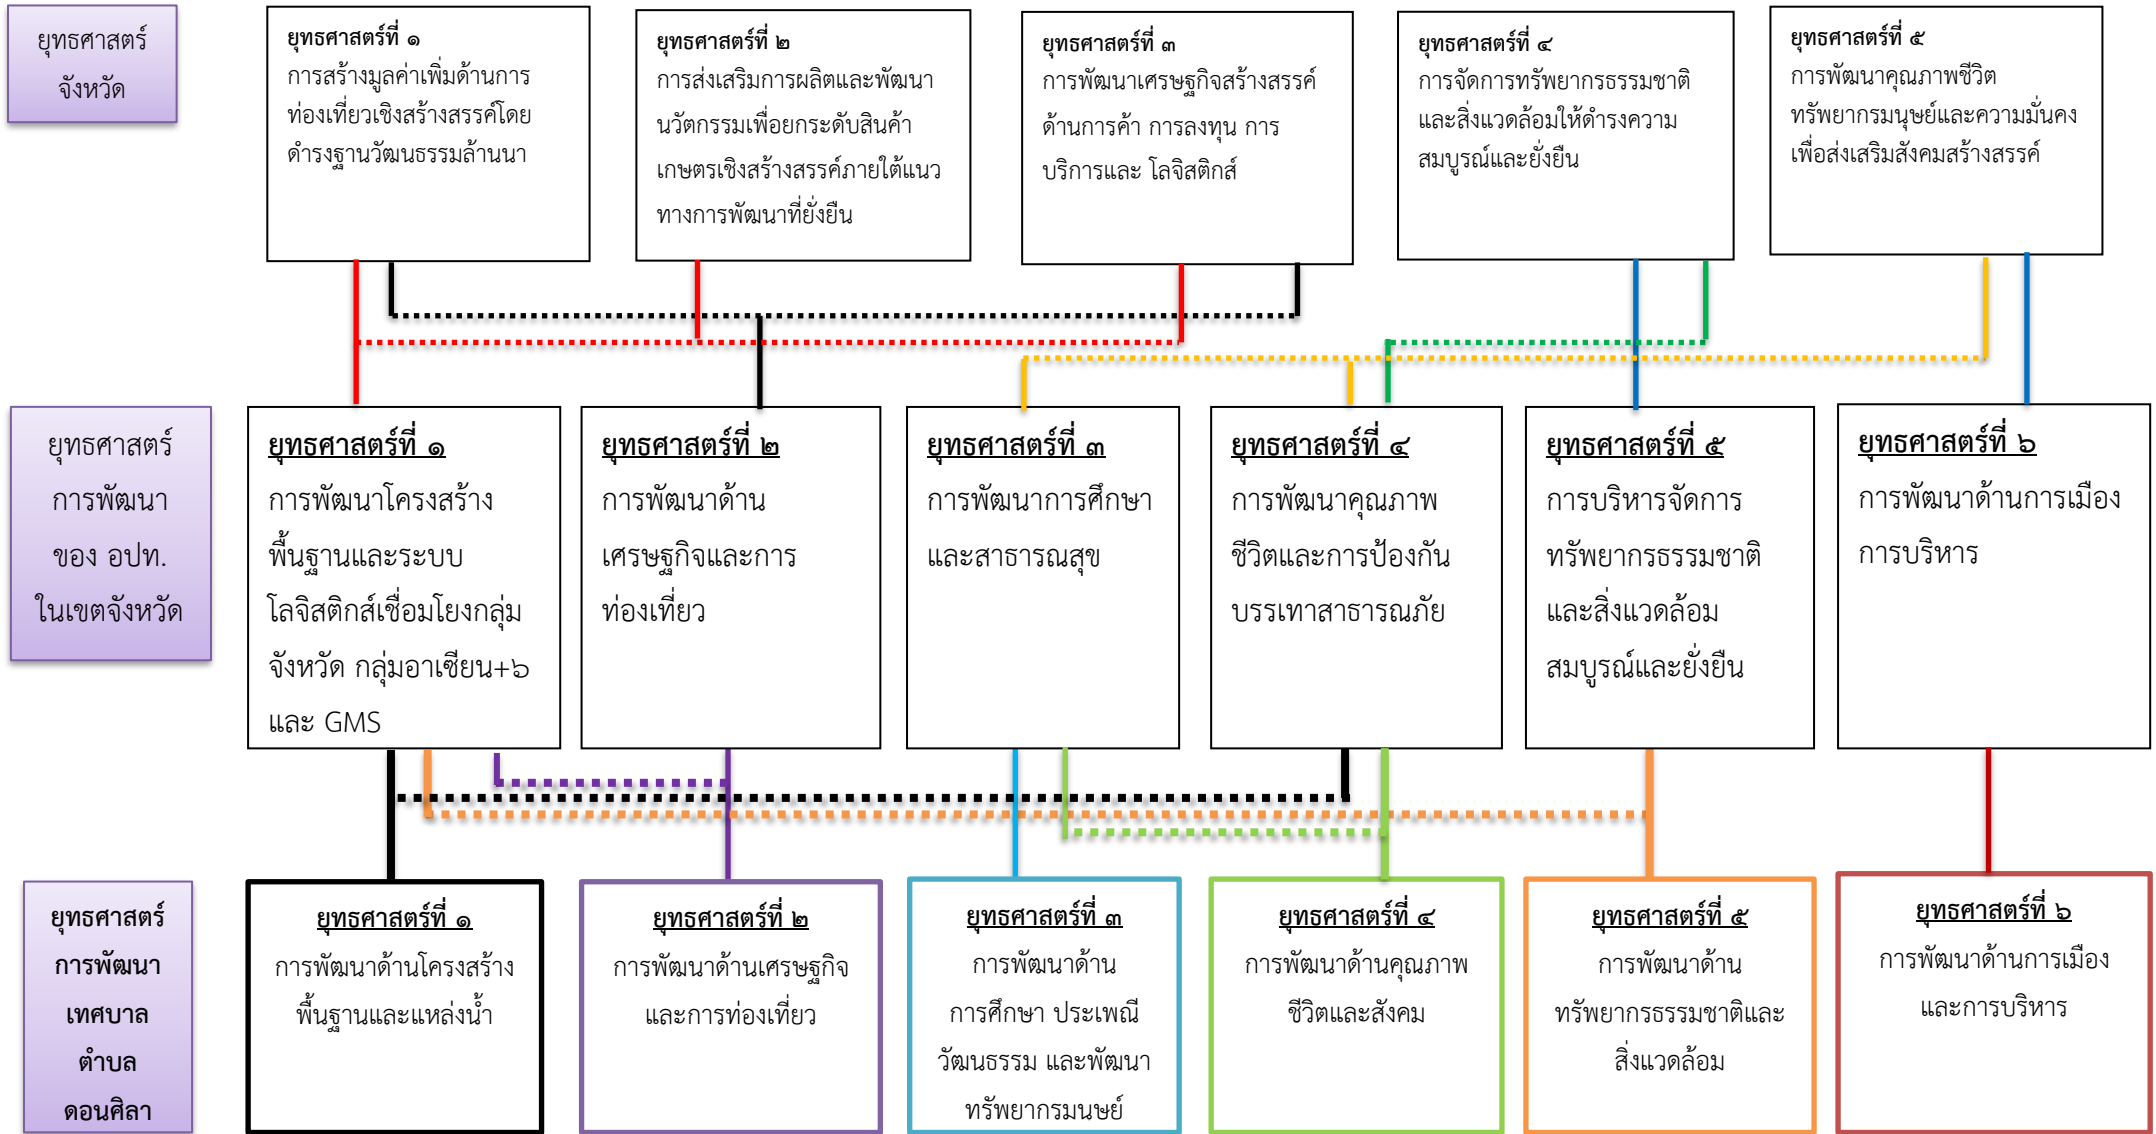 ยุทธศาสตร์
จังหวัด
ยุทธศาสตร์ที่ ๑
การสร้างมูลค่าเพิ่มด้านการ
ท่องเที่ยวเชิงสร้างสรรค์โดย
ดำรงฐานวัฒนธรรมล้านนา
ยุทธศาสตร์ที่ ๒
การส่งเสริมการผลิตและพัฒนา
นวัตกรรมเพื่อยกระดับสินค้า
เกษตรเชิงสร้างสรรค์ภายใต้แนว
ทางการพัฒนาที่ยั่งยืน
ยุทธศาสตร์ที่ ๓
การพัฒนาเศรษฐกิจสร้างสรรค์
ด้านการค้า การลงทุน การ
บริการและ โลจิสติกส์
ยุทธศาสตร์ที่ ๔
การจัดการทรัพยากรธรรมชาติ
และสิ่งแวดล้อมให้ดำรงความ
สมบูรณ์และยั่งยืน
ยุทธศาสตร์ที่ ๕
การพัฒนาคุณภาพชีวิต
ทรัพยากรมนุษย์และความมั่นคง
เพื่อส่งเสริมสังคมสร้างสรรค์
ยุทธศาสตร์
การพัฒนา
ของ อปท.
ในเขตจังหวัด
ยุทธศาสตร์ที่ ๑
การพัฒนาโครงสร้าง
พื้นฐานและระบบ
โลจิสติกส์เชื่อมโยงกลุ่ม
จังหวัด กลุ่มอาเซียน+๖
และ GMS
ยุทธศาสตร์ที่ ๒
การพัฒนาด้าน
เศรษฐกิจและการ
ท่องเที่ยว
ยุทธศาสตร์ที่ ๓
การพัฒนาการศึกษา
และสาธารณสุข
ยุทธศาสตร์ที่ ๔
การพัฒนาคุณภาพ
ชีวิตและการป้องกัน
บรรเทาสาธารณภัย
ยุทธศาสตร์ที่ ๕
การบริหารจัดการ
ทรัพยากรธรรมชาติ
และสิ่งแวดล้อม
สมบูรณ์และยั่งยืน
ยุทธศาสตร์ที่ ๖
การพัฒนาด้านการเมือง
การบริหาร
ยุทธศาสตร์
การพัฒนา
เทศบาล
ตำบล
ดอนศิลา
ยุทธศาสตร์ที่ ๑
การพัฒนาด้านโครงสร้าง
พื้นฐานและแหล่งน้ำ
ยุทธศาสตร์ที่ ๒
การพัฒนาด้านเศรษฐกิจ
และการท่องเที่ยว
ยุทธศาสตร์ที่ ๓
การพัฒนาด้าน
การศึกษา ประเพณี
วัฒนธรรม และพัฒนา
ทรัพยากรมนษย์
ยุทธศาสตร์ที่ ๔
การพัฒนาด้านคุณภาพ
ชีวิตและสังคม
ยุทธศาสตร์ที่ ๕
การพัฒนาด้าน
ทรัพยากรธรรมชาติและ
สิ่งแวดล้อม
ยุทธศาสตร์ที่ ๖
การพัฒนาด้านการเมือง
และการบริหาร